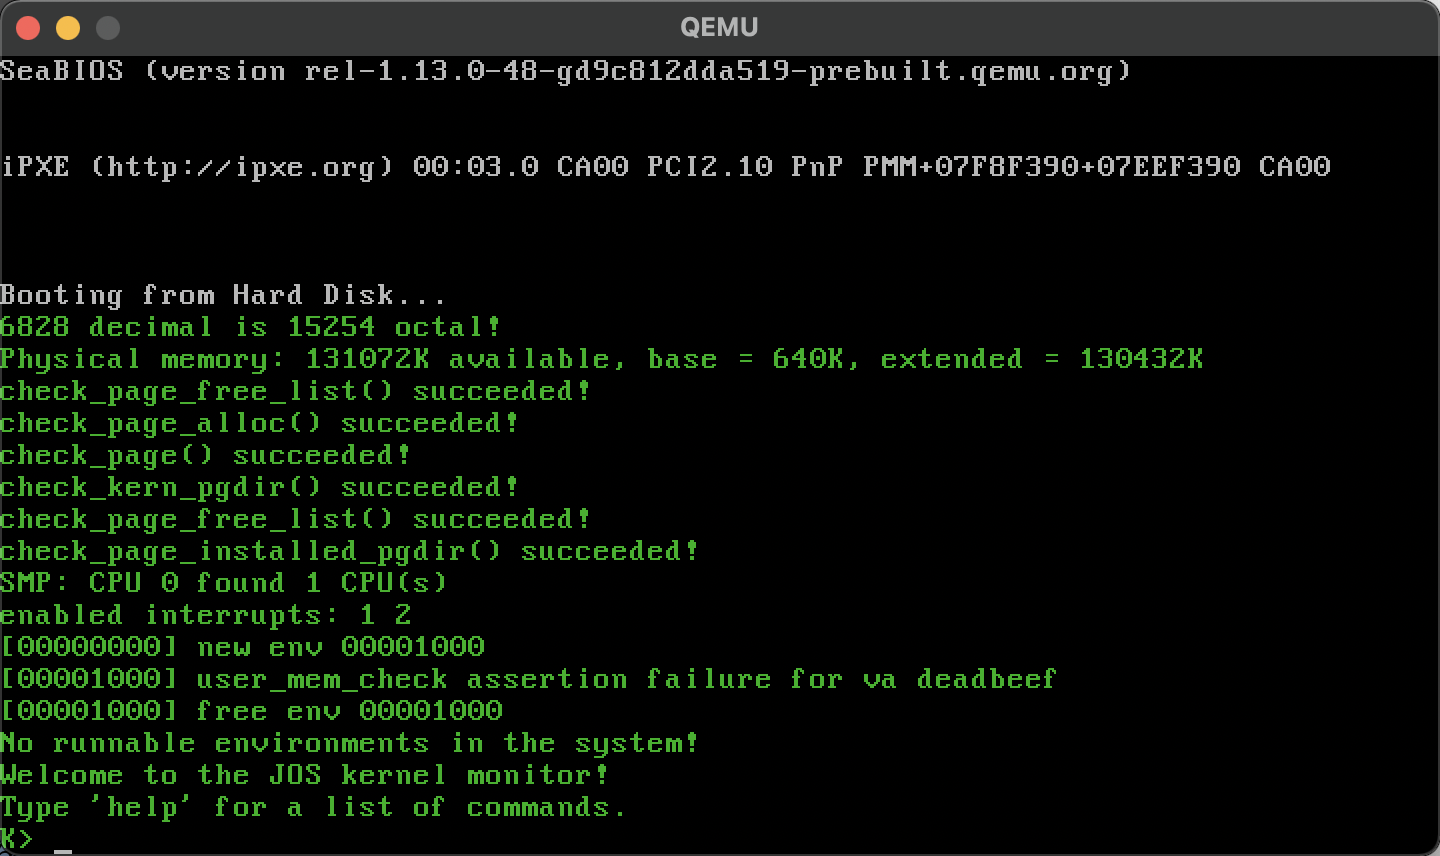 QEMU
SeaBIOS (version rel-1.13.0-48-gd9c812dda519-prebuilt.qemu.org)
iPXE (http://ipxe.org) 00:03.0 CA00 PCI2.10 PnP PMM+07F8F390+07EEF390 CA00
Booting from Hard Disk...
6828 decimal is 15254 octal!
Physical memory: 131072K available, base = 640K, extended = 130432K
check_page_free_list() succeeded!
check_page_alloc() succeeded!
check_page() succeeded!
check_kern_pgdir() succeeded!
check_page_free_list() succeeded!
check_page_installed_pgdir() succeeded!
SMP: CPU 0 found 1 CPU(s)
enabled interrupts: 1 2
[00000000] new env 00001000
[00001000] user_mem_check assertion failure for va deadbeef
[00001000] free env 00001000
No runnable environments in the system!
Welcome to the JOS kernel monitor!
Type 'help' for a list of commands.
K> _